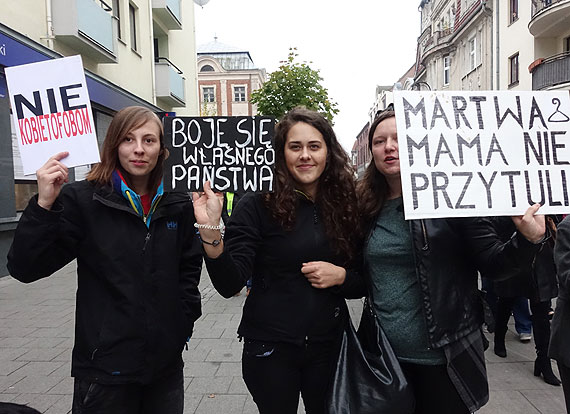 NIE
KOBIETOFOBOM
BOJĘ SIĘ
WŁASNEGO
PAŃSTWA
MARTWA
MAMA NIE
PRZYTULI